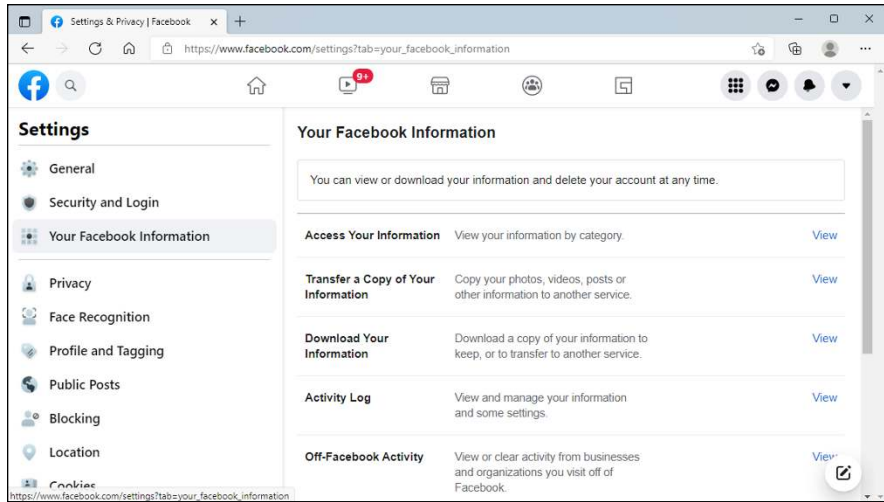 Settings & Privacy | Facebook
https://www.facebook.com/settings?tab=your_facebook_information
9+
Settings
General
Security and Login
Your Facebook Information
Privacy
Face Recognition
Profile and Tagging
Public Posts
Blocking
Location
Cookies
Your Facebook Information
You can view or download your information and delete your account at any time.
Access Your Information View your information by category. View
Transfer a Copy of Your Copy your photos, videos, posts or View
Information other information to another service.
Download Your Download a copy of your information to View
Information keep, or to transfer to another service.
Activity Log View and manage your information View
and some settings.
Off-Facebook Activity View or clear activity from businesses View
and organizations you visit off of
Facebook.
https://www.facebook.com/settings?tab=your_facebook_information